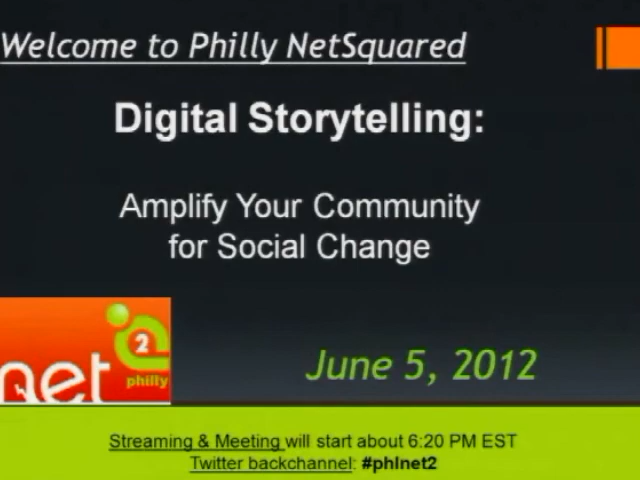 Welcome to Philly NetSquared
Digital Storytelling:
Amplify Your Community
for Social Change
net
2
philly
June 5, 2012
Streaming & Meeting will start about 6:20 PM EST
Twitter backchannel: #phlnet2